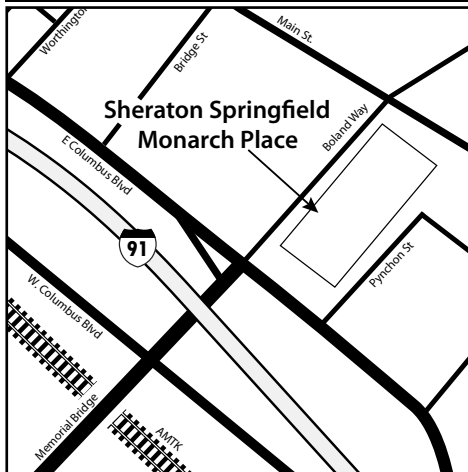 Worthington
Bridge St
Main St.
Sheraton Springfield
Monarch Place
Boland Way
E Columbus Blvd
91
Pynchon St
W. Columbus Blvd
Memorial Bridge
AMTK